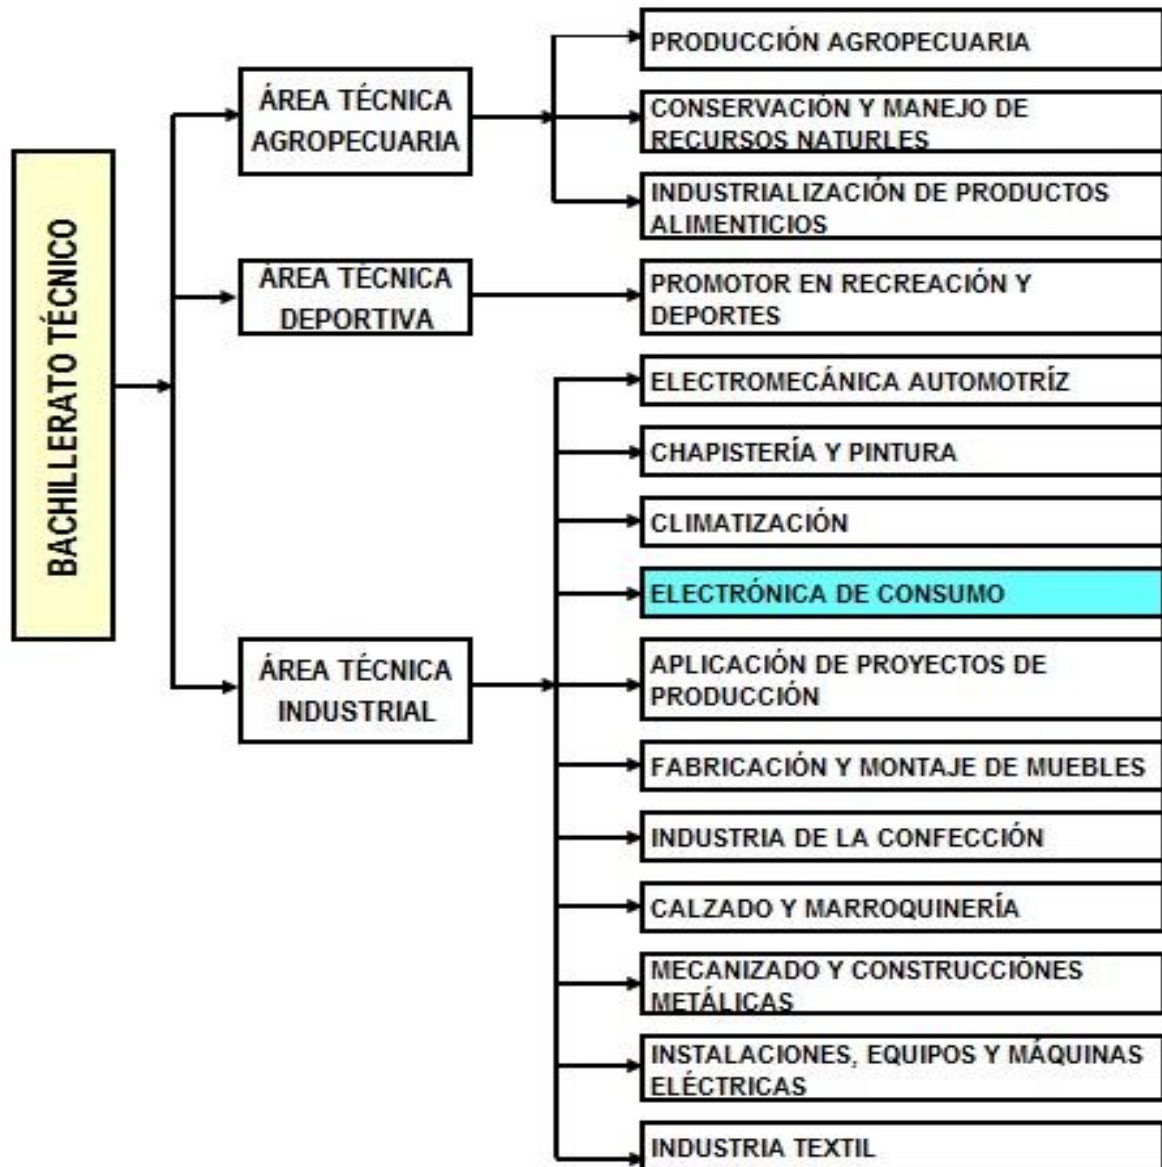 BACHILLERATO TÉCNICO
ÁREA TÉCNICA
AGROPECUARIA
PRODUCCIÓN AGROPECUARIA
CONSERVACIÓN Y MANEJO DE
RECURSOS NATURLES
INDUSTRIALIZACIÓN DE PRODUCTOS
ALIMENTICIOS
ÁREA TÉCNICA
DEPORTIVA
PROMOTOR EN RECREACIÓN Y
DEPORTES
ÁREA TÉCNICA
INDUSTRIAL
ELECTROMECÁNICA AUTOMOTRÍZ
CHAPISTERÍA Y PINTURA
CLIMATIZACIÓN
ELECTRÓNICA DE CONSUMO
APLICACIÓN DE PROYECTOS DE
PRODUCCIÓN
FABRICACIÓN Y MONTAJE DE MUEBLES
INDUSTRIA DE LA CONFECCIÓN
CALZADO Y MARROQUINERÍA
MECANIZADO Y CONSTRUCCIÓNES
METÁLICAS
INSTALACIONES, EQUIPOS Y MÁQUINAS
ELÉCTRICAS
INDUSTRIA TEXTIL